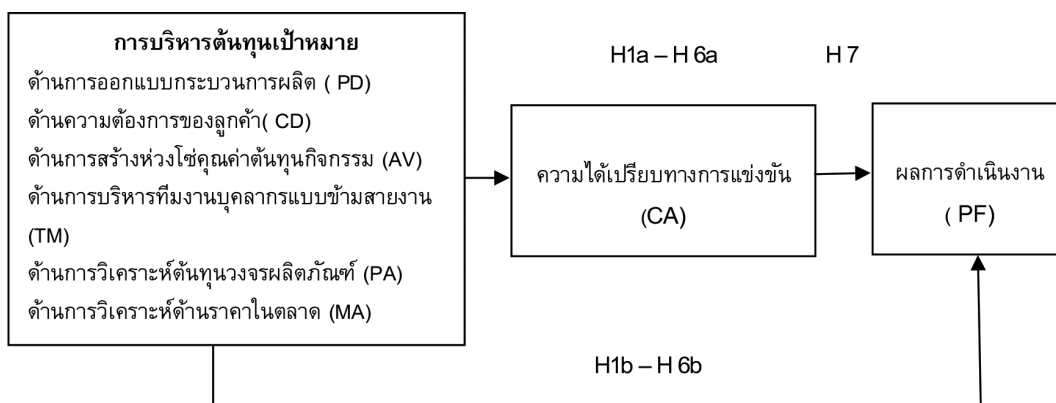 การบริหารต้นทุนเป้าหมาย
ด้านการออกแบบกระบวนการผลิต ( PD)
ด้านความต้องการของลูกค้า( CD)
ด้านการสร้างห่วงโซ่คุณค่าต้นทุนกิจกรรม (AV)
ด้านการบริหารทีมงานบุคลากรแบบข้ามสายงาน
(TM)
ด้านการวิเคราะห์ต้นทุนวงจรผลิตภัณฑ์ (PA)
ด้านการวิเคราะห์ด้านราคาในตลาด (MA)
H1a – H 6a
H 7
ความได้เปรียบทางการแข่งขัน
(CA)
ผลการดำเนินงาน
( PF)
H1b – H 6b